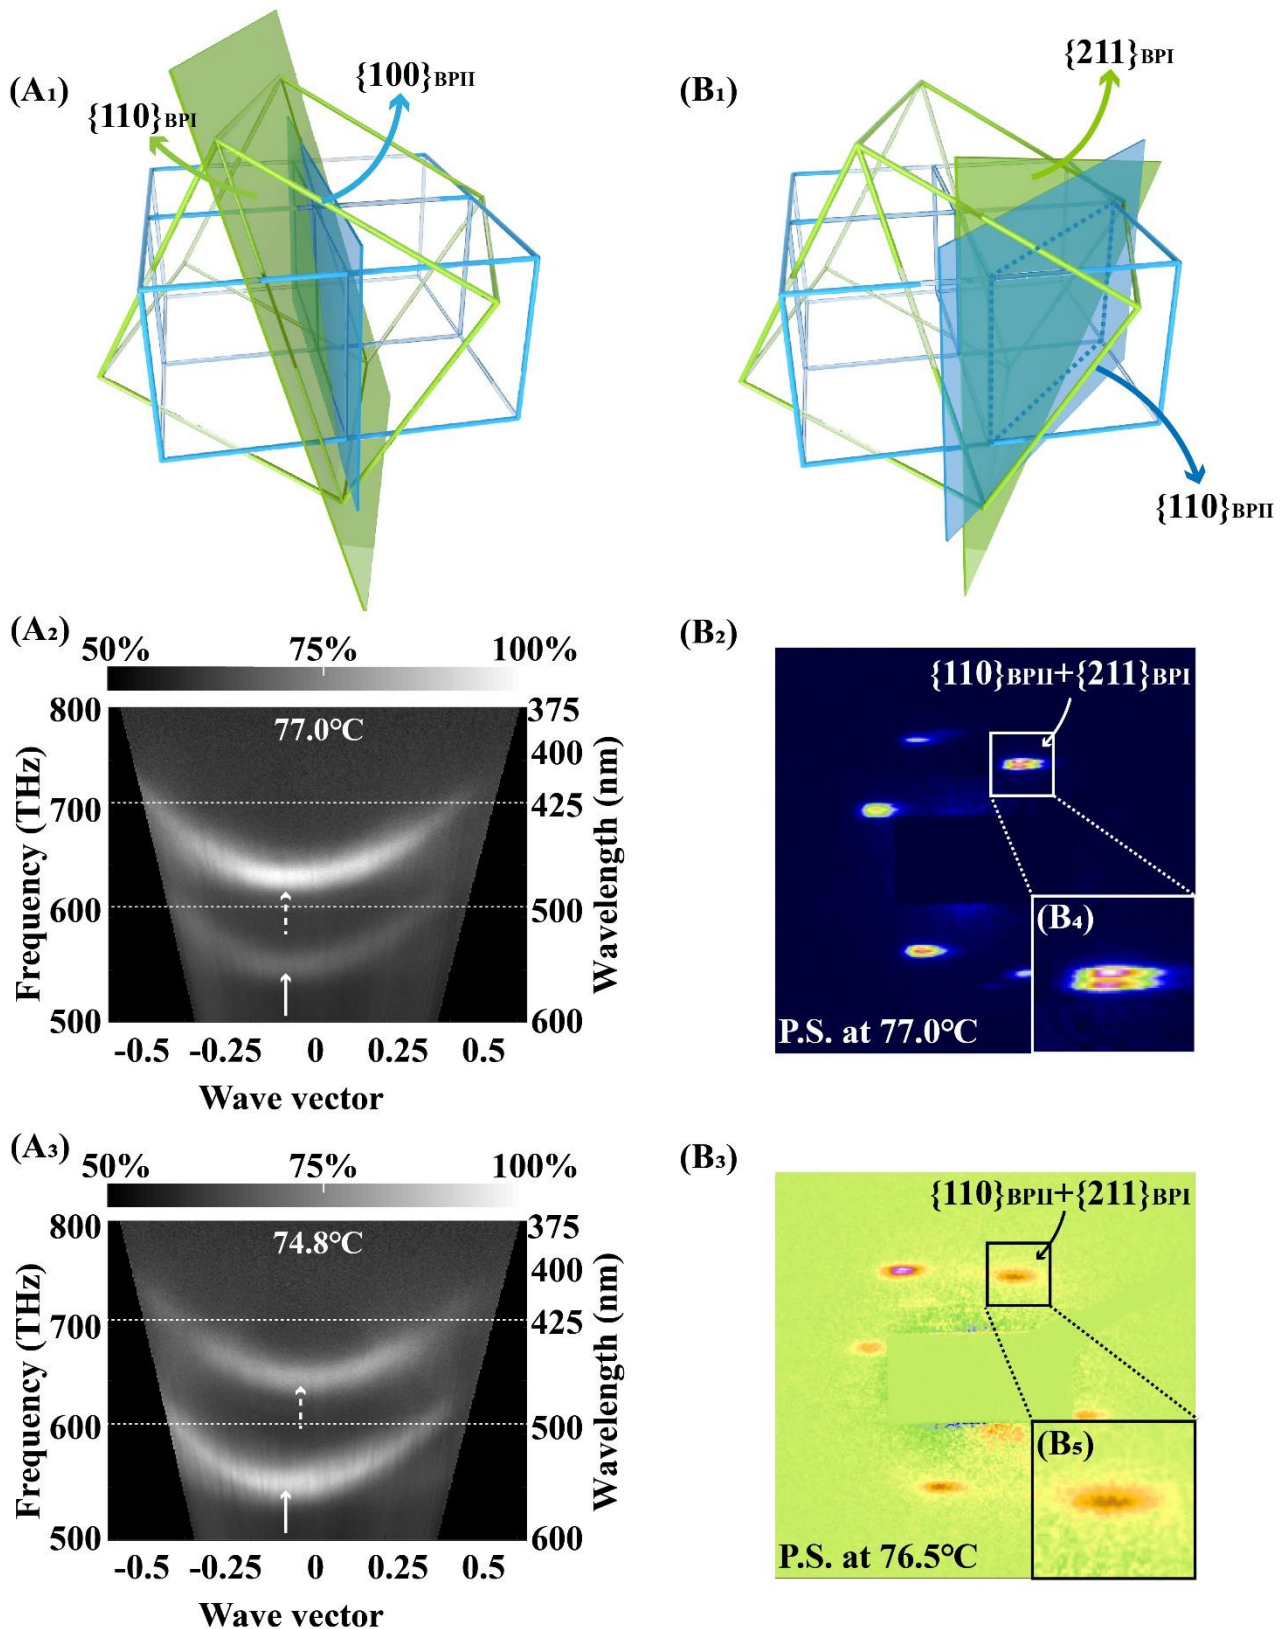 (A₁)
{110}BPI
{100}BPII
(B₁)
{211}BPI
{110}BPII
(A₂)
50% 75% 100%
77.0°C
800
700
600
500
Frequency (THz)
375
400
425
500
600
Wavelength (nm)
-0.5 -0.25 0 0.25 0.5
Wave vector
(B₂)
{110}BPII+{211}BPI
(B₄)
P.S. at 77.0°C
(A₃)
50% 75% 100%
74.8°C
800
700
600
500
Frequency (THz)
375
400
425
500
600
Wavelength (nm)
-0.5 -0.25 0 0.25 0.5
Wave vector
(B₃)
{110}BPII+{211}BPI
(B₅)
P.S. at 76.5°C